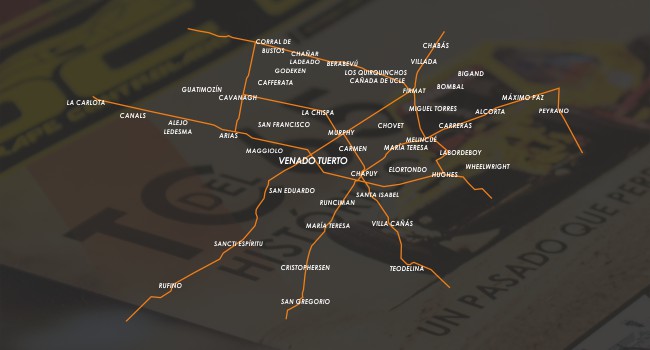 CORRAL DE
BUSTOS
CHAÑAR
LADEADO
BERABEVÚ
GODEKEN
CHABÁS
VILLADA
LOS QUIRQUINCHOS
CAÑADA DE UCLE
BIGAND
CAFFERATA
GUATIMOZÍN
BOMBAL
FIRMAT
CAVANAGH
LA CARLOTA
MÁXIMO PAZ
CANALS
LA CHISPA
MIGUEL TORRES
ALCORTA
PEYRANO
ALEJO
LEDESMA
SAN FRANCISCO
CHOVET
CARRERAS
ARIAS
MURPHY
MELINCUÉ
MARÍA TERESA
MAGGIOLO
CARMEN
LABORDEBOY
VENADO TUERTO
CHAPUY
ELORTONDO
WHEELWRIGHT
HUGHES
SAN EDUARDO
SANTA ISABEL
RUNCIMAN
MARÍA TERESA
VILLA CAÑÁS
SANCTI ESPÍRITU
CRISTOPHERSEN
TEODELINA
RUFINO
SAN GREGORIO
TC
DEL
HISTÓ
UN PASADO QUE PER